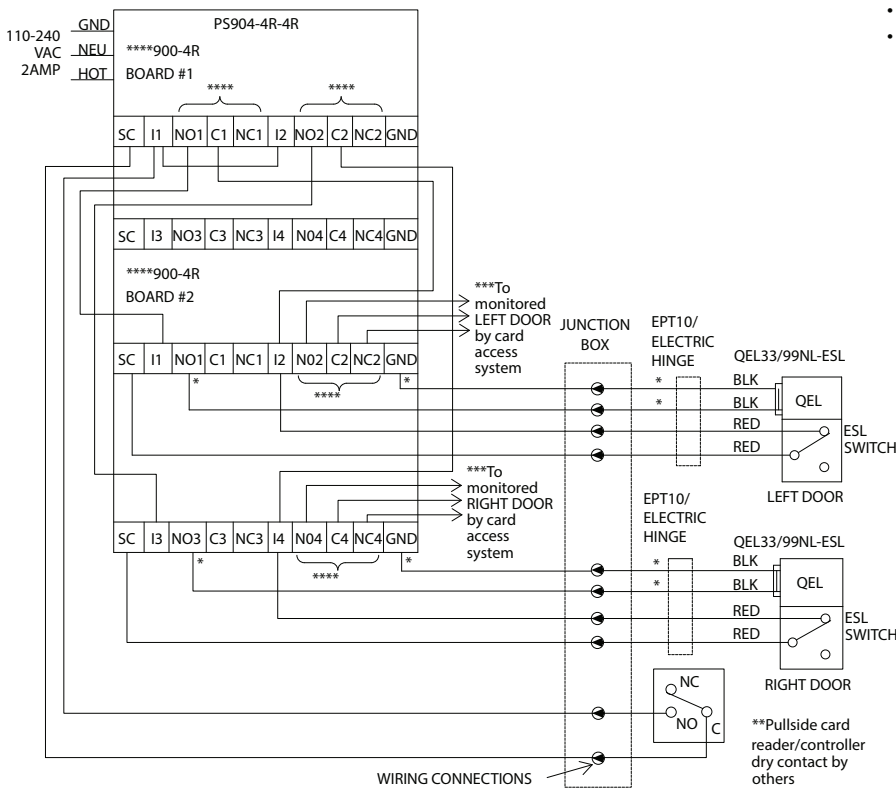 •
•
GND PS904-4R-4R
110-240
VAC
2AMP
NEU
HOT
****900-4R
BOARD #1
**** ****
SC I1 NO1 C1 NC1 I2 NO2 C2 NC2 GND
SC I3 NO3 C3 NC3 I4 N04 C4 NC4 GND
****900-4R
BOARD #2
***To
monitored
LEFT DOOR
by card
access
system
JUNCTION
BOX
EPT10/
ELECTRIC
HINGE
QEL33/99NL-ESL
SC I1 NO1 C1 NC1 I2 N02 C2 NC2 GND
* **** *
* BLK
* BLK
RED
RED
QEL
ESL
SWITCH
LEFT DOOR
***To
monitored
RIGHT DOOR
by card
access
system
EPT10/
ELECTRIC
HINGE
QEL33/99NL-ESL
SC I3 NO3 C3 NC3 I4 N04 C4 NC4 GND
* **** *
* BLK
* BLK
RED
RED
QEL
ESL
SWITCH
RIGHT DOOR
NC
NO
C
**Pullside card
reader/controller
dry contact by
others
WIRING CONNECTIONS